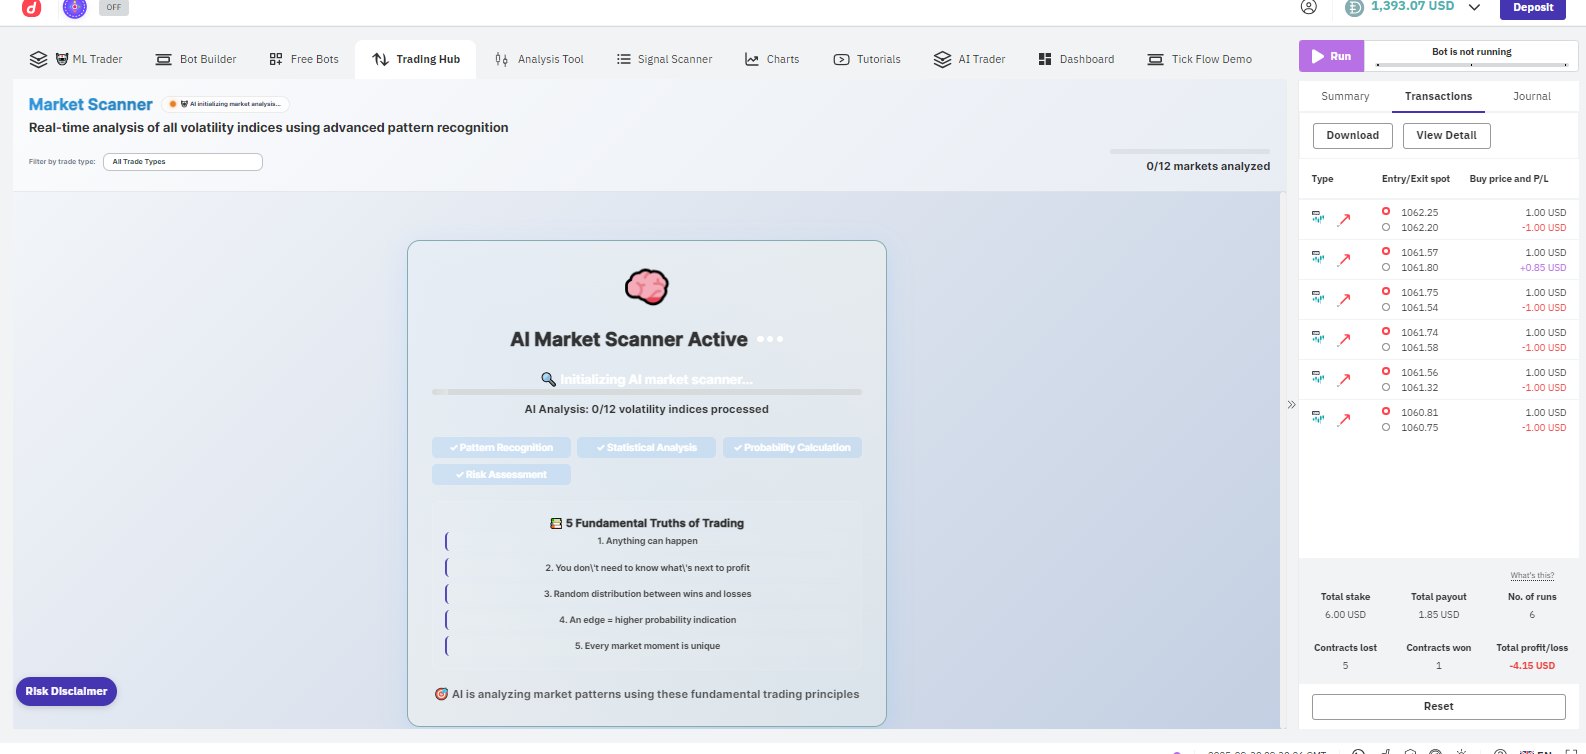 OFF
1,393.07 USD
Deposit
ML Trader
Bot Builder
Free Bots
Trading Hub
Analysis Tool
Signal Scanner
Charts
Tutorials
AI Trader
Dashboard
Tick Flow Demo
Run
Bot is not running
Market Scanner
AI initializing market analysis...
Real-time analysis of all volatility indices using advanced pattern recognition
Filter by trade type:
All Trade Types
0/12 markets analyzed
AI Market Scanner Active
Initializing AI market scanner...
AI Analysis: 0/12 volatility indices processed
✓ Pattern Recognition
✓ Statistical Analysis
✓ Probability Calculation
✓ Risk Assessment
5 Fundamental Truths of Trading
1. Anything can happen
2. You don\'t need to know what\'s next to profit
3. Random distribution between wins and losses
4. An edge = higher probability indication
5. Every market moment is unique
AI is analyzing market patterns using these fundamental trading principles
Risk Disclaimer
Summary
Transactions
Journal
Download
View Detail
Type
Entry/Exit spot
Buy price and P/L
1062.25 1.00 USD
1062.20 -1.00 USD
1061.57 1.00 USD
1061.80 +0.85 USD
1061.75 1.00 USD
1061.54 -1.00 USD
1061.74 1.00 USD
1061.58 -1.00 USD
1061.56 1.00 USD
1061.32 -1.00 USD
1060.81 1.00 USD
1060.75 -1.00 USD
What's this?
Total stake
6.00 USD
Total payout
1.85 USD
No. of runs
6
Contracts lost
5
Contracts won
1
Total profit/loss
-4.15 USD
Reset